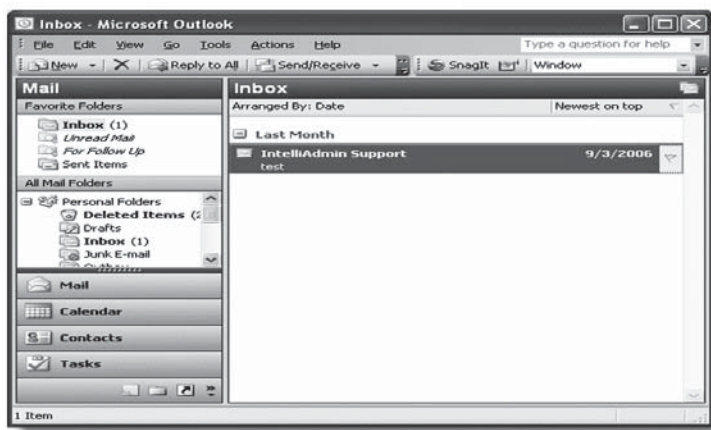 Inbox - Microsoft Outlook
File Edit View Go Tools Actions Help Type a question for help
New Reply to All Send/Receive SnagIt Window
Mail
Favorite Folders
Inbox (1)
Unread Mail
For Follow Up
Sent Items
All Mail Folders
Personal Folders
Deleted Items (2
Drafts
Inbox (1)
Junk E-mail
Outbox
Mail
Calendar
Contacts
Tasks
Inbox
Arranged By: Date Newest on top
Last Month
IntelliAdmin Support 9/3/2006
test
1 Item